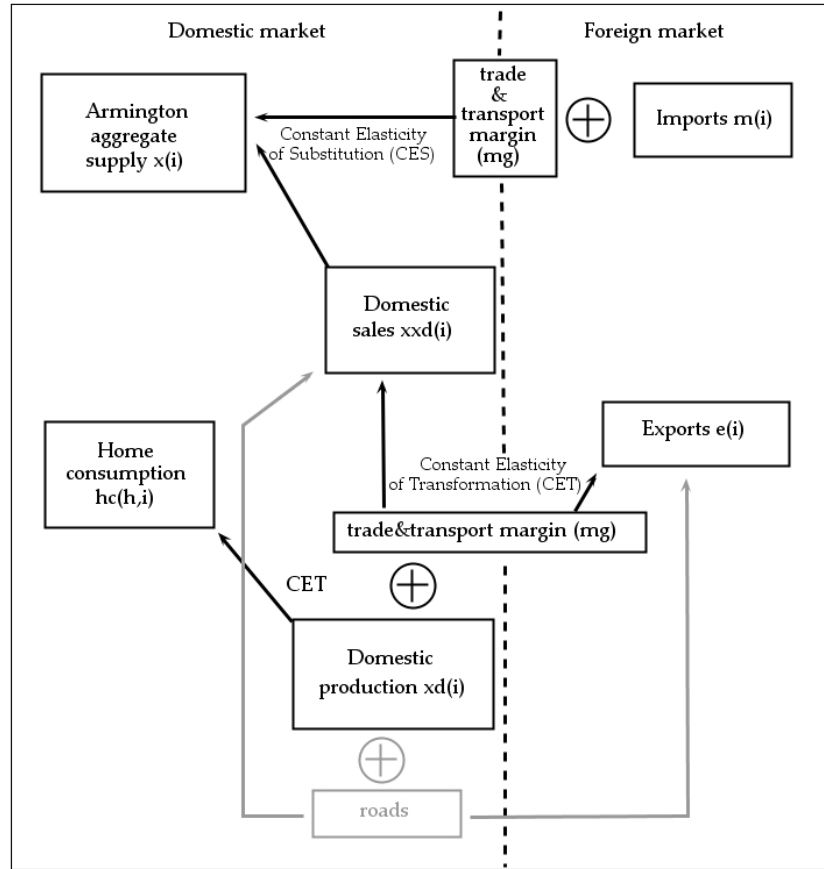 Domestic market
Foreign market
Armington
aggregate
supply x(i)
trade
&
transport
margin
(mg)
Imports m(i)
Constant Elasticity
of Substitution (CES)
Domestic
sales xxd(i)
Home
consumption
hc(h,i)
Exports e(i)
Constant Elasticity
of Transformation (CET)
trade&transport margin (mg)
CET
Domestic
production xd(i)
roads